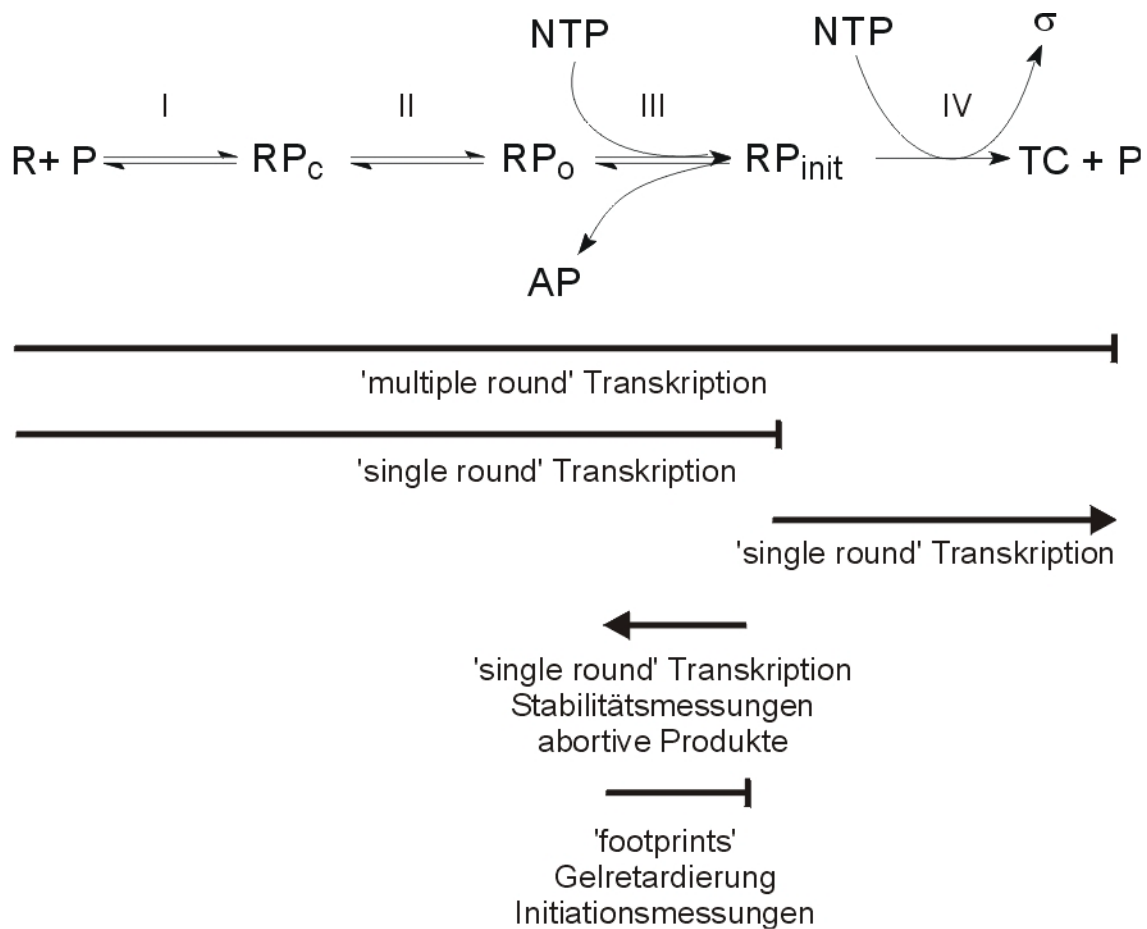 NTP NTP σ
I II III IV
R+ P RPc RPo RPinit TC + P
AP
'multiple round' Transkription
'single round' Transkription
'single round' Transkription
'single round' Transkription
Stabilitätsmessungen
abortive Produkte
'footprints'
Gelretardierung
Initiationsmessungen